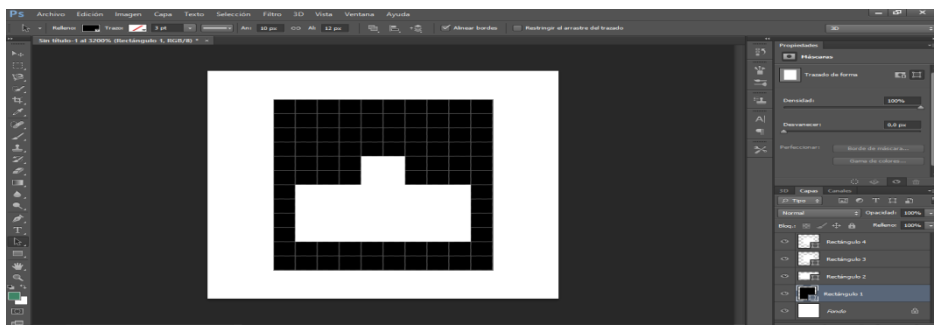 Ps Archivo Edición Imagen Capa Texto Selección Filtro 3D Vista Ventana Ayuda
Relleno: Trazo: 3 pt An: 10 px Al: 12 px Alinear bordes Restringir al arrastre del trazado 3D
Sin título-1 al 3200% (Rectángulo 1, RGB/8) * ×
Propiedades
Máscaras
Trazado de forma
Densidad: 100%
Desvanecer: 0,0 px
Perfeccionar: Borde de máscara...
Gama de colores...
3D Capas Canales
Tipo
Normal Opacidad: 100%
Bloq.: Relleno: 100%
Rectángulo 4
Rectángulo 3
Rectángulo 2
Rectángulo 1
Fondo